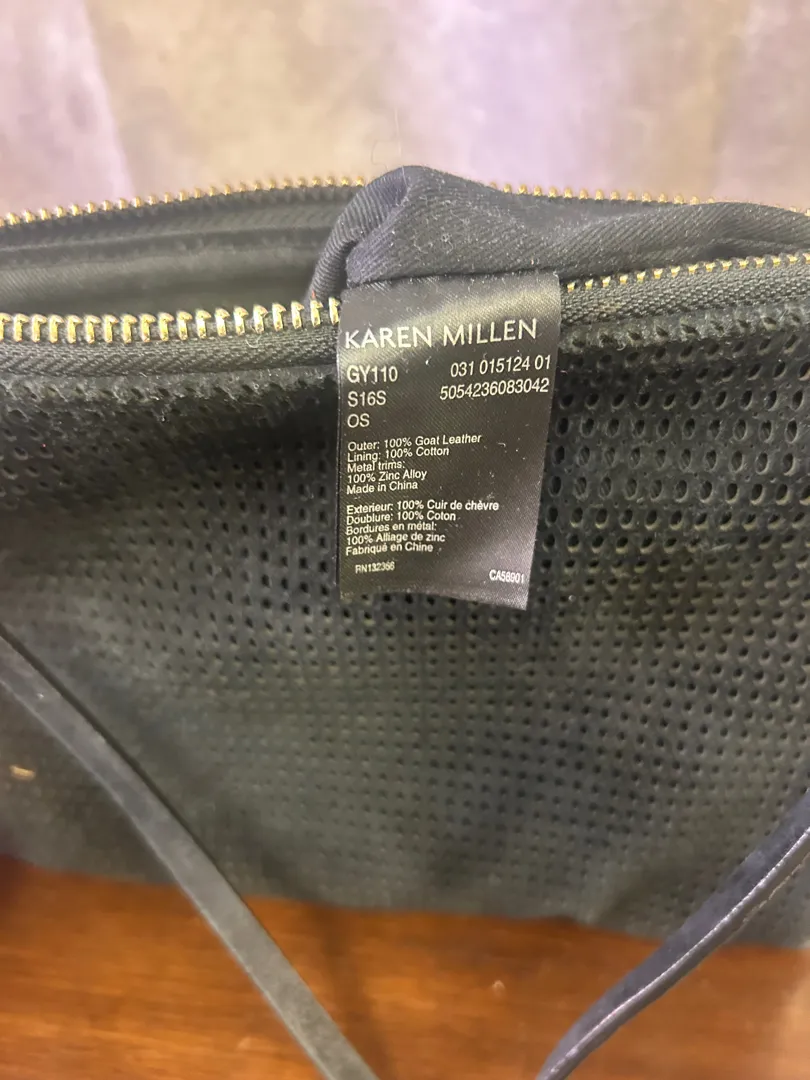 KAREN MILLEN
GY110 031 015124 01
S16S 5054236083042
OS
Outer: 100% Goat Leather
Lining: 100% Cotton
Metal trims:
100% Zinc Alloy
Made in China
Exterieur: 100% Cuir de chèvre
Doublure: 100% Coton
Bordures en métal:
100% Alliage de zinc
Fabriqué en Chine
RN132366 CA58901